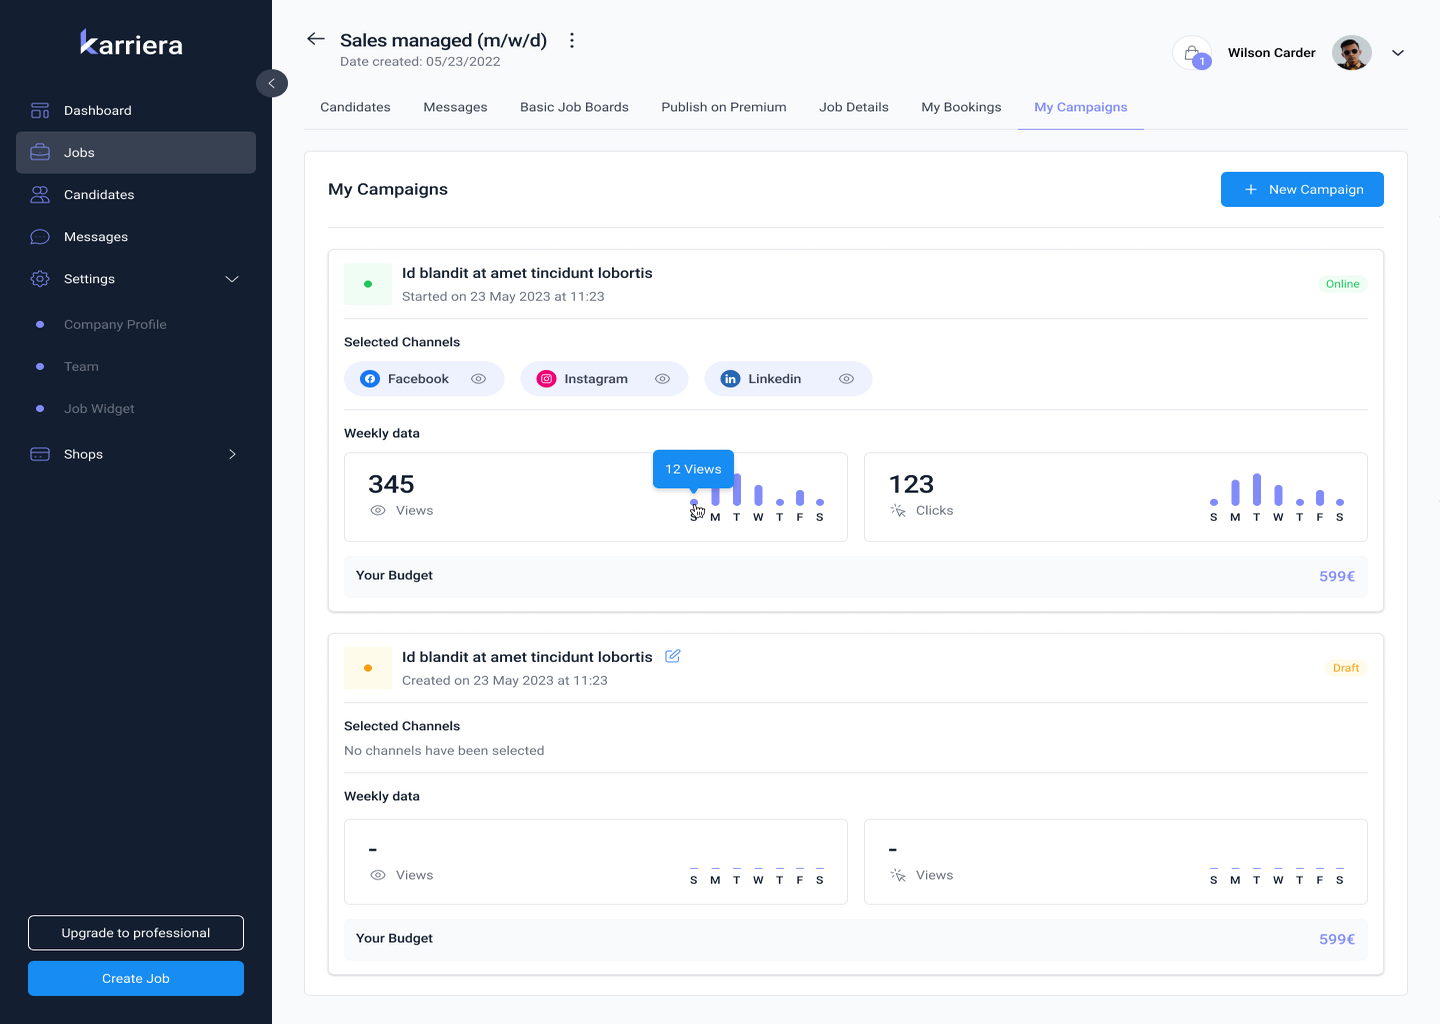 karriera
Dashboard
Jobs
Candidates
Messages
Settings
Company Profile
Team
Job Widget
Shops
Upgrade to professional
Create Job
Sales managed (m/w/d)
Date created: 05/23/2022
1
Wilson Carder
Candidates Messages Basic Job Boards Publish on Premium Job Details My Bookings My Campaigns
My Campaigns
New Campaign
Id blandit at amet tincidunt lobortis
Started on 23 May 2023 at 11:23
Online
Selected Channels
Facebook Instagram Linkedin
Weekly data
345
Views
12 Views
S M T W T F S
123
Clicks
S M T W T F S
Your Budget 599€
Id blandit at amet tincidunt lobortis
Created on 23 May 2023 at 11:23
Draft
Selected Channels
No channels have been selected
Weekly data
-
Views
S M T W T F S
-
Views
S M T W T F S
Your Budget 599€